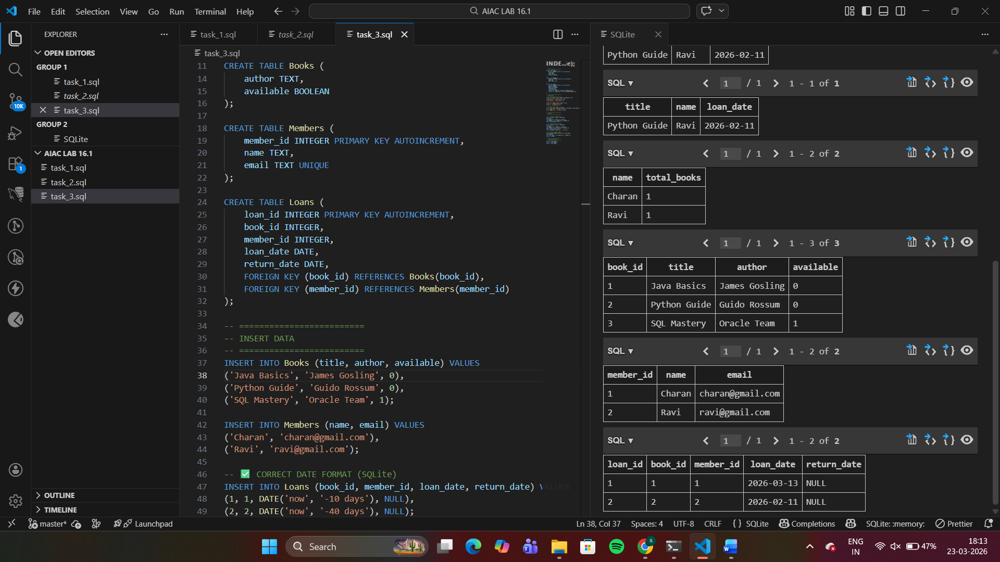 File Edit Selection View Go Run Terminal Help
AIAC LAB 16.1
EXPLORER
OPEN EDITORS
GROUP 1
task_1.sql
task_2.sql
task_3.sql
GROUP 2
SQLite
AIAC LAB 16.1
task_1.sql
task_2.sql
task_3.sql
OUTLINE
TIMELINE
10K
1
task_1.sql task_2.sql task_3.sql
task_3.sql
11 CREATE TABLE Books (
14 author TEXT,
15 available BOOLEAN
16 );
17
18 CREATE TABLE Members (
19 member_id INTEGER PRIMARY KEY AUTOINCREMENT,
20 name TEXT,
21 email TEXT UNIQUE
22 );
23
24 CREATE TABLE Loans (
25 loan_id INTEGER PRIMARY KEY AUTOINCREMENT,
26 book_id INTEGER,
27 member_id INTEGER,
28 loan_date DATE,
29 return_date DATE,
30 FOREIGN KEY (book_id) REFERENCES Books(book_id),
31 FOREIGN KEY (member_id) REFERENCES Members(member_id)
32 );
33
34 -- =========================
35 -- INSERT DATA
36 -- =========================
37 INSERT INTO Books (title, author, available) VALUES
38 ('Java Basics', 'James Gosling', 0),
39 ('Python Guide', 'Guido Rossum', 0),
40 ('SQL Mastery', 'Oracle Team', 1);
41
42 INSERT INTO Members (name, email) VALUES
43 ('Charan', 'charan@gmail.com'),
44 ('Ravi', 'ravi@gmail.com');
45
46 -- ✅ CORRECT DATE FORMAT (SQLite)
47 INSERT INTO Loans (book_id, member_id, loan_date, return_date) VALUES
48 (1, 1, DATE('now', '-10 days'), NULL),
49 (2, 2, DATE('now', '-40 days'), NULL);
INDE...e);
SQLite
Python Guide Ravi 2026-02-11
SQL ▼ 1 / 1 1 - 1 of 1
title name loan_date
Python Guide Ravi 2026-02-11
SQL ▼ 1 / 1 1 - 2 of 2
name total_books
Charan 1
Ravi 1
SQL ▼ 1 / 1 1 - 3 of 3
book_id title author available
1 Java Basics James Gosling 0
2 Python Guide Guido Rossum 0
3 SQL Mastery Oracle Team 1
SQL ▼ 1 / 1 1 - 2 of 2
member_id name email
1 Charan charan@gmail.com
2 Ravi ravi@gmail.com
SQL ▼ 1 / 1 1 - 2 of 2
loan_id book_id member_id loan_date return_date
1 1 1 2026-03-13 NULL
2 2 2 2026-02-11 NULL
master* Launchpad Ln 38, Col 37 Spaces: 4 UTF-8 CRLF { } SQLite Completions SQLite: :memory: Prettier
Search ENG IN 47% 18:13 23-03-2026